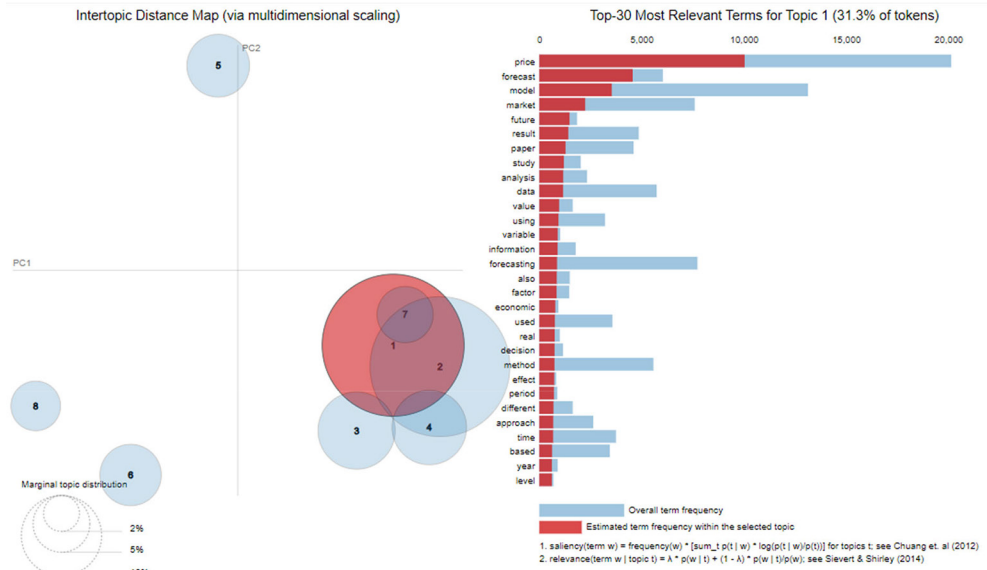 Intertopic Distance Map (via multidimensional scaling)
PC2
PC1
5
7
1
2
3
4
8
6
Marginal topic distribution
2%
5%
Top-30 Most Relevant Terms for Topic 1 (31.3% of tokens)
0 5,000 10,000 15,000 20,000
price
forecast
model
market
future
result
paper
study
analysis
data
value
using
variable
information
forecasting
also
factor
economic
used
real
decision
method
effect
period
different
approach
time
based
year
level
Overall term frequency
Estimated term frequency within the selected topic
1. saliency(term w) = frequency(w) * [sum_t p(t | w) * log(p(t | w)/p(t))] for topics t; see Chuang et. al (2012)
2. relevance(term w | topic t) = λ * p(w | t) + (1 - λ) * p(w | t)/p(w); see Sievert & Shirley (2014)